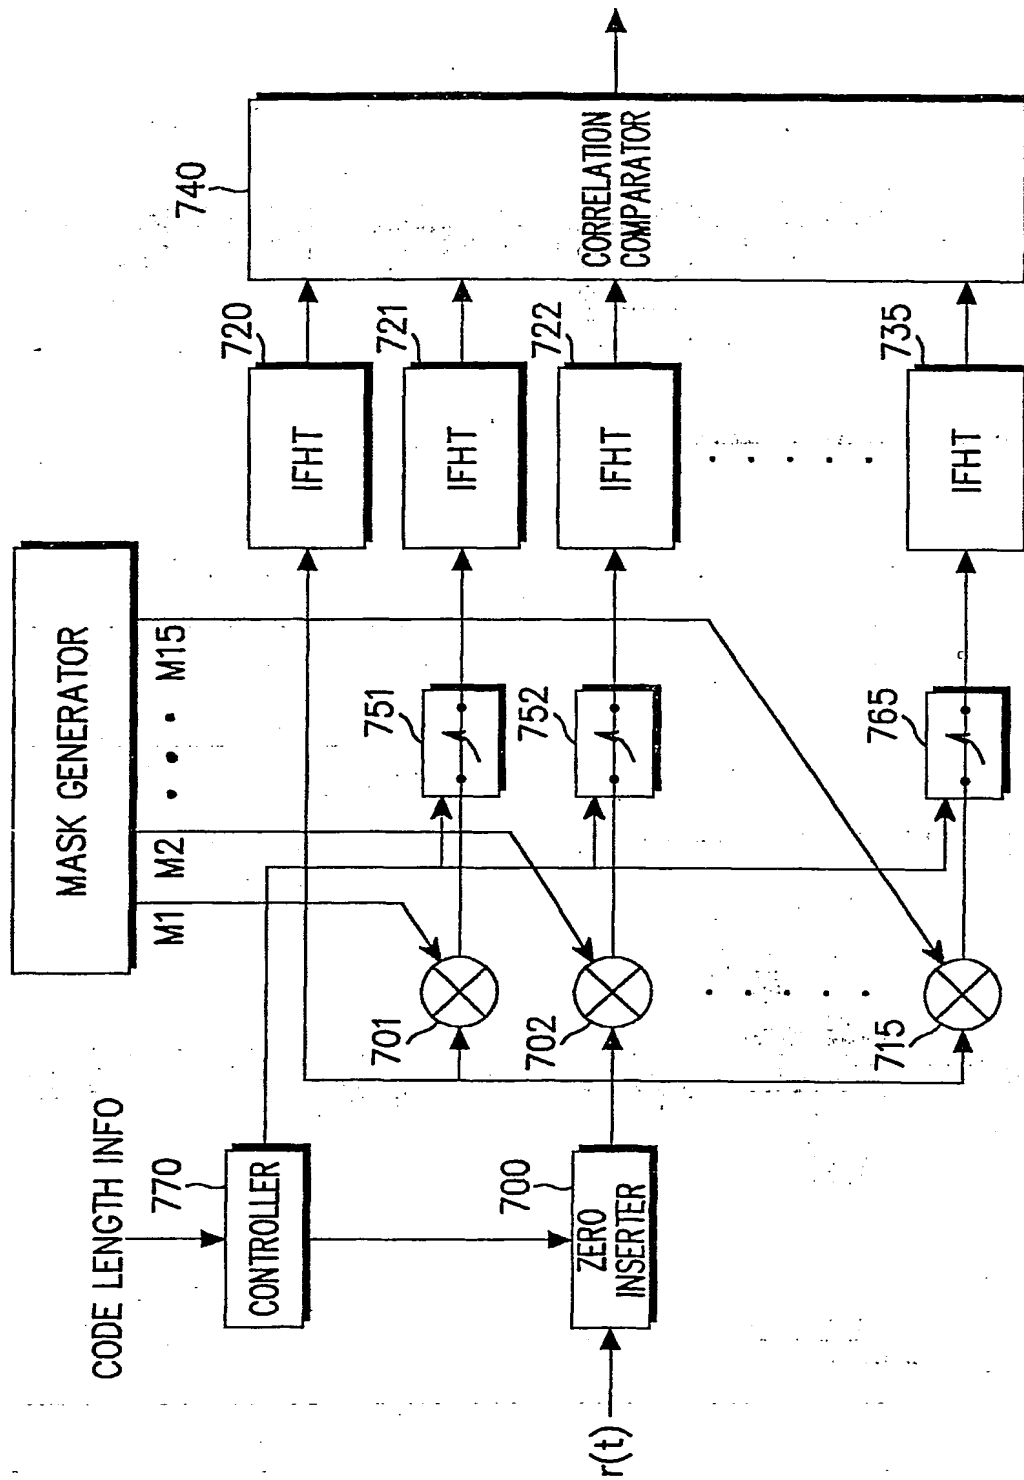 MASK GENERATOR
M1
M2
M15
CODE LENGTH INFO
770
CONTROLLER
720
IFHT
740
701
751
721
IFHT
r(t)
700
ZERO
INSERTER
702
752
722
IFHT
CORRELATION
COMPARATOR
715
765
735
IFHT